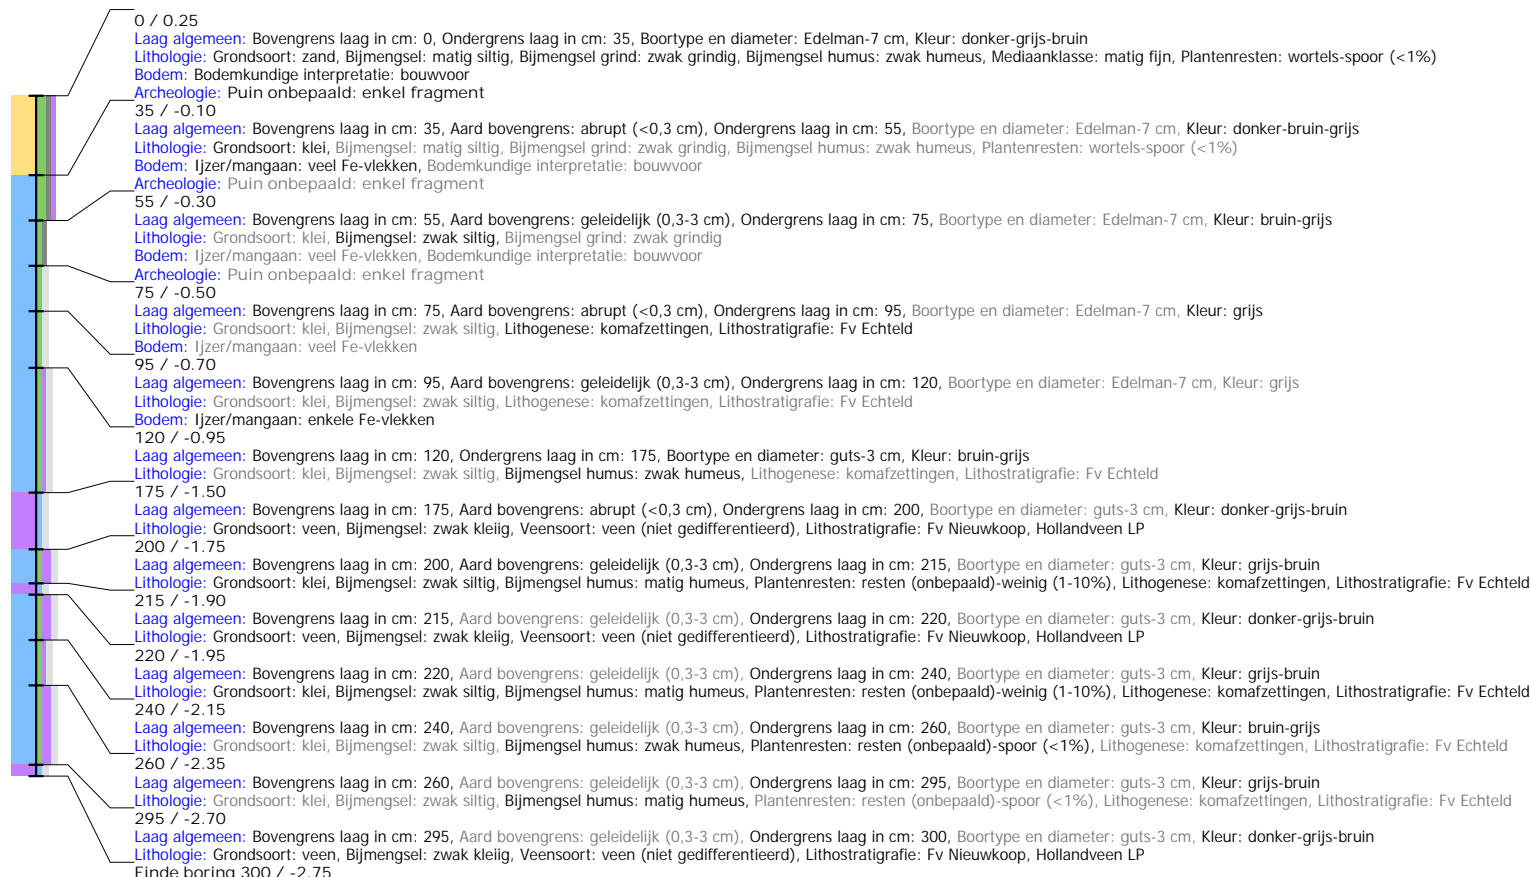 0 / 0.25
Laag algemeen: Bovengrens laag in cm: 0, Ondergrens laag in cm: 35, Boortype en diameter: Edelman-7 cm, Kleur: donker-grijs-bruin
Lithologie: Grondsoort: zand, Bijmengsel: matig siltig, Bijmengsel grind: zwak grindig, Bijmengsel humus: zwak humeus, Mediaanklasse: matig fijn, Plantenresten: wortels-spoor (<1%)
Bodem: Bodemkundige interpretatie: bouwvoor
Archeologie: Puin onbepaald: enkel fragment
35 / -0.10
Laag algemeen: Bovengrens laag in cm: 35, Aard bovengrens: abrupt (<0,3 cm), Ondergrens laag in cm: 55, Boortype en diameter: Edelman-7 cm, Kleur: donker-bruin-grijs
Lithologie: Grondsoort: klei, Bijmengsel: matig siltig, Bijmengsel grind: zwak grindig, Bijmengsel humus: zwak humeus, Plantenresten: wortels-spoor (<1%)
Bodem: Ijzer/mangaan: veel Fe-vlekken, Bodemkundige interpretatie: bouwvoor
Archeologie: Puin onbepaald: enkel fragment
55 / -0.30
Laag algemeen: Bovengrens laag in cm: 55, Aard bovengrens: geleidelijk (0,3-3 cm), Ondergrens laag in cm: 75, Boortype en diameter: Edelman-7 cm, Kleur: bruin-grijs
Lithologie: Grondsoort: klei, Bijmengsel: zwak siltig, Bijmengsel grind: zwak grindig
Bodem: Ijzer/mangaan: veel Fe-vlekken, Bodemkundige interpretatie: bouwvoor
Archeologie: Puin onbepaald: enkel fragment
75 / -0.50
Laag algemeen: Bovengrens laag in cm: 75, Aard bovengrens: abrupt (<0,3 cm), Ondergrens laag in cm: 95, Boortype en diameter: Edelman-7 cm, Kleur: grijs
Lithologie: Grondsoort: klei, Bijmengsel: zwak siltig, Lithogenese: komafzettingen, Lithostratigrafie: Fv Echteld
Bodem: Ijzer/mangaan: veel Fe-vlekken
95 / -0.70
Laag algemeen: Bovengrens laag in cm: 95, Aard bovengrens: geleidelijk (0,3-3 cm), Ondergrens laag in cm: 120, Boortype en diameter: Edelman-7 cm, Kleur: grijs
Lithologie: Grondsoort: klei, Bijmengsel: zwak siltig, Lithogenese: komafzettingen, Lithostratigrafie: Fv Echteld
Bodem: Ijzer/mangaan: enkele Fe-vlekken
120 / -0.95
Laag algemeen: Bovengrens laag in cm: 120, Ondergrens laag in cm: 175, Boortype en diameter: guts-3 cm, Kleur: bruin-grijs
Lithologie: Grondsoort: klei, Bijmengsel: zwak siltig, Bijmengsel humus: zwak humeus, Lithogenese: komafzettingen, Lithostratigrafie: Fv Echteld
175 / -1.50
Laag algemeen: Bovengrens laag in cm: 175, Aard bovengrens: abrupt (<0,3 cm), Ondergrens laag in cm: 200, Boortype en diameter: guts-3 cm, Kleur: donker-grijs-bruin
Lithologie: Grondsoort: veen, Bijmengsel: zwak kleiig, Veensoort: veen (niet gedifferentieerd), Lithostratigrafie: Fv Nieuwkoop, Hollandveen LP
200 / -1.75
Laag algemeen: Bovengrens laag in cm: 200, Aard bovengrens: geleidelijk (0,3-3 cm), Ondergrens laag in cm: 215, Boortype en diameter: guts-3 cm, Kleur: grijs-bruin
Lithologie: Grondsoort: klei, Bijmengsel: zwak siltig, Bijmengsel humus: matig humeus, Plantenresten: resten (onbepaald)-weinig (1-10%), Lithogenese: komafzettingen, Lithostratigrafie: Fv Echteld
215 / -1.90
Laag algemeen: Bovengrens laag in cm: 215, Aard bovengrens: geleidelijk (0,3-3 cm), Ondergrens laag in cm: 220, Boortype en diameter: guts-3 cm, Kleur: donker-grijs-bruin
Lithologie: Grondsoort: veen, Bijmengsel: zwak kleiig, Veensoort: veen (niet gedifferentieerd), Lithostratigrafie: Fv Nieuwkoop, Hollandveen LP
220 / -1.95
Laag algemeen: Bovengrens laag in cm: 220, Aard bovengrens: geleidelijk (0,3-3 cm), Ondergrens laag in cm: 240, Boortype en diameter: guts-3 cm, Kleur: grijs-bruin
Lithologie: Grondsoort: klei, Bijmengsel: zwak siltig, Bijmengsel humus: matig humeus, Plantenresten: resten (onbepaald)-weinig (1-10%), Lithogenese: komafzettingen, Lithostratigrafie: Fv Echteld
240 / -2.15
Laag algemeen: Bovengrens laag in cm: 240, Aard bovengrens: geleidelijk (0,3-3 cm), Ondergrens laag in cm: 260, Boortype en diameter: guts-3 cm, Kleur: bruin-grijs
Lithologie: Grondsoort: klei, Bijmengsel: zwak siltig, Bijmengsel humus: zwak humeus, Plantenresten: resten (onbepaald)-spoor (<1%), Lithogenese: komafzettingen, Lithostratigrafie: Fv Echteld
260 / -2.35
Laag algemeen: Bovengrens laag in cm: 260, Aard bovengrens: geleidelijk (0,3-3 cm), Ondergrens laag in cm: 295, Boortype en diameter: guts-3 cm, Kleur: grijs-bruin
Lithologie: Grondsoort: klei, Bijmengsel: zwak siltig, Bijmengsel humus: matig humeus, Plantenresten: resten (onbepaald)-spoor (<1%), Lithogenese: komafzettingen, Lithostratigrafie: Fv Echteld
295 / -2.70
Laag algemeen: Bovengrens laag in cm: 295, Aard bovengrens: geleidelijk (0,3-3 cm), Ondergrens laag in cm: 300, Boortype en diameter: guts-3 cm, Kleur: donker-grijs-bruin
Lithologie: Grondsoort: veen, Bijmengsel: zwak kleiig, Veensoort: veen (niet gedifferentieerd), Lithostratigrafie: Fv Nieuwkoop, Hollandveen LP
Einde boring 300 / -2.75